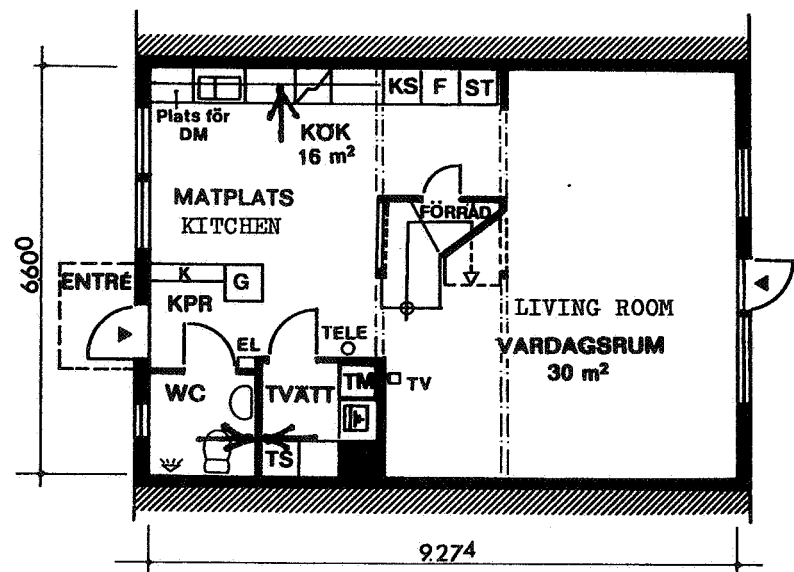 KS F ST
Plats för
DM
KÖK
16 m²
MATPLATS
KITCHEN
FÖRRÅD
6600
ENTRÉ
K
G
KPR
LIVING ROOM
EL
TELE
VARDAGSRUM
30 m²
WC
TVÄTT
TM
TV
TS
9.274